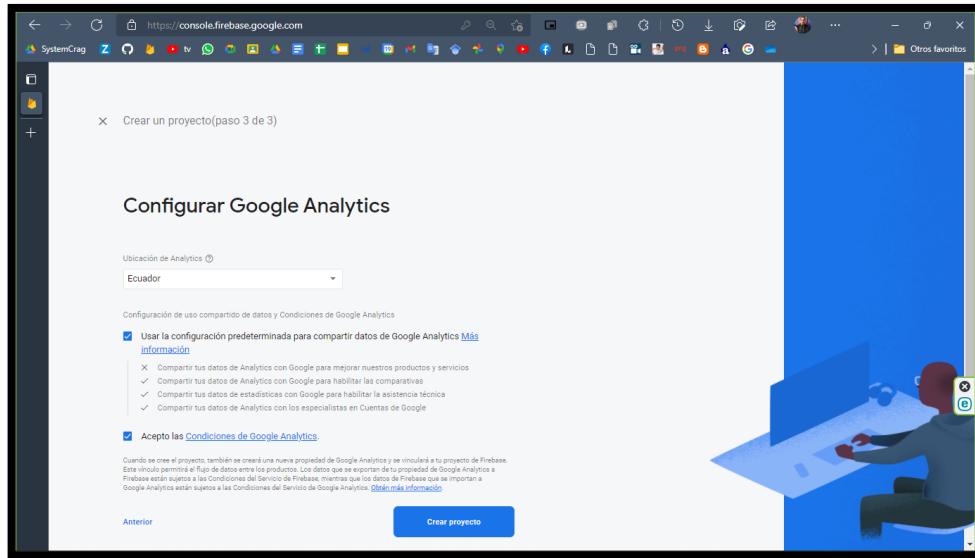 https://console.firebase.google.com
SystemCrag
tv
Otros favoritos
Crear un proyecto(paso 3 de 3)
Configurar Google Analytics
Ubicación de Analytics
Ecuador
Configuración de uso compartido de datos y Condiciones de Google Analytics
Usar la configuración predeterminada para compartir datos de Google Analytics Más
información
Compartir tus datos de Analytics con Google para mejorar nuestros productos y servicios
Compartir tus datos de Analytics con Google para habilitar las comparativas
Compartir tus datos de estadísticas con Google para habilitar la asistencia técnica
Compartir tus datos de Analytics con los especialistas en Cuentas de Google
Acepto las Condiciones de Google Analytics.
Cuando se cree el proyecto, también se creará una nueva propiedad de Google Analytics y se vinculará a tu proyecto de Firebase.
Este vínculo permitirá el flujo de datos entre los productos. Los datos que se exportan de tu propiedad de Google Analytics a
Firebase están sujetos a las Condiciones del Servicio de Firebase, mientras que los datos de Firebase que se importan a
Google Analytics están sujetos a las Condiciones del Servicio de Google Analytics. Obtén más información.
Anterior
Crear proyecto